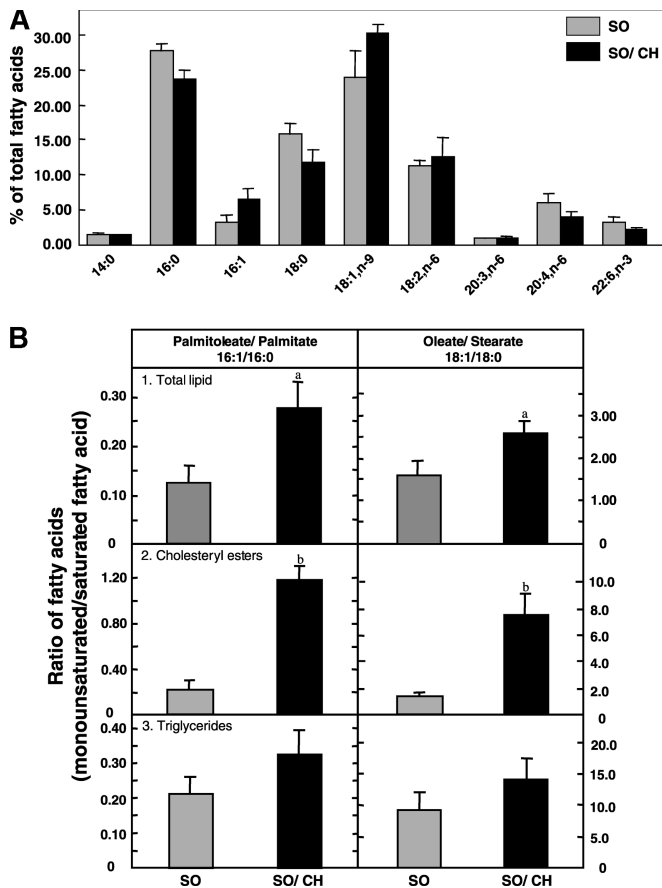 A
% of total fatty acids
30.00
25.00
20.00
15.00
10.00
5.00
0.00
SO
SO/ CH
14:0
16:0
16:1
18:0
18:1,n-9
18:2,n-6
20:3,n-6
20:4,n-6
22:6,n-3
B
Ratio of fatty acids
(monounsaturated/saturated fatty acid)
Palmitoleate/ Palmitate
16:1/16:0
Oleate/ Stearate
18:1/18:0
1. Total lipid
0.30
0.20
0.10
0
a
a
3.00
2.00
1.00
0
2. Cholesteryl esters
1.20
0.80
0.40
0
b
b
10.0
8.0
6.0
4.0
2.0
0
3. Triglycerides
0.40
0.30
0.20
0.10
0
20.0
15.0
10.0
5.0
0
SO
SO/ CH
SO
SO/ CH